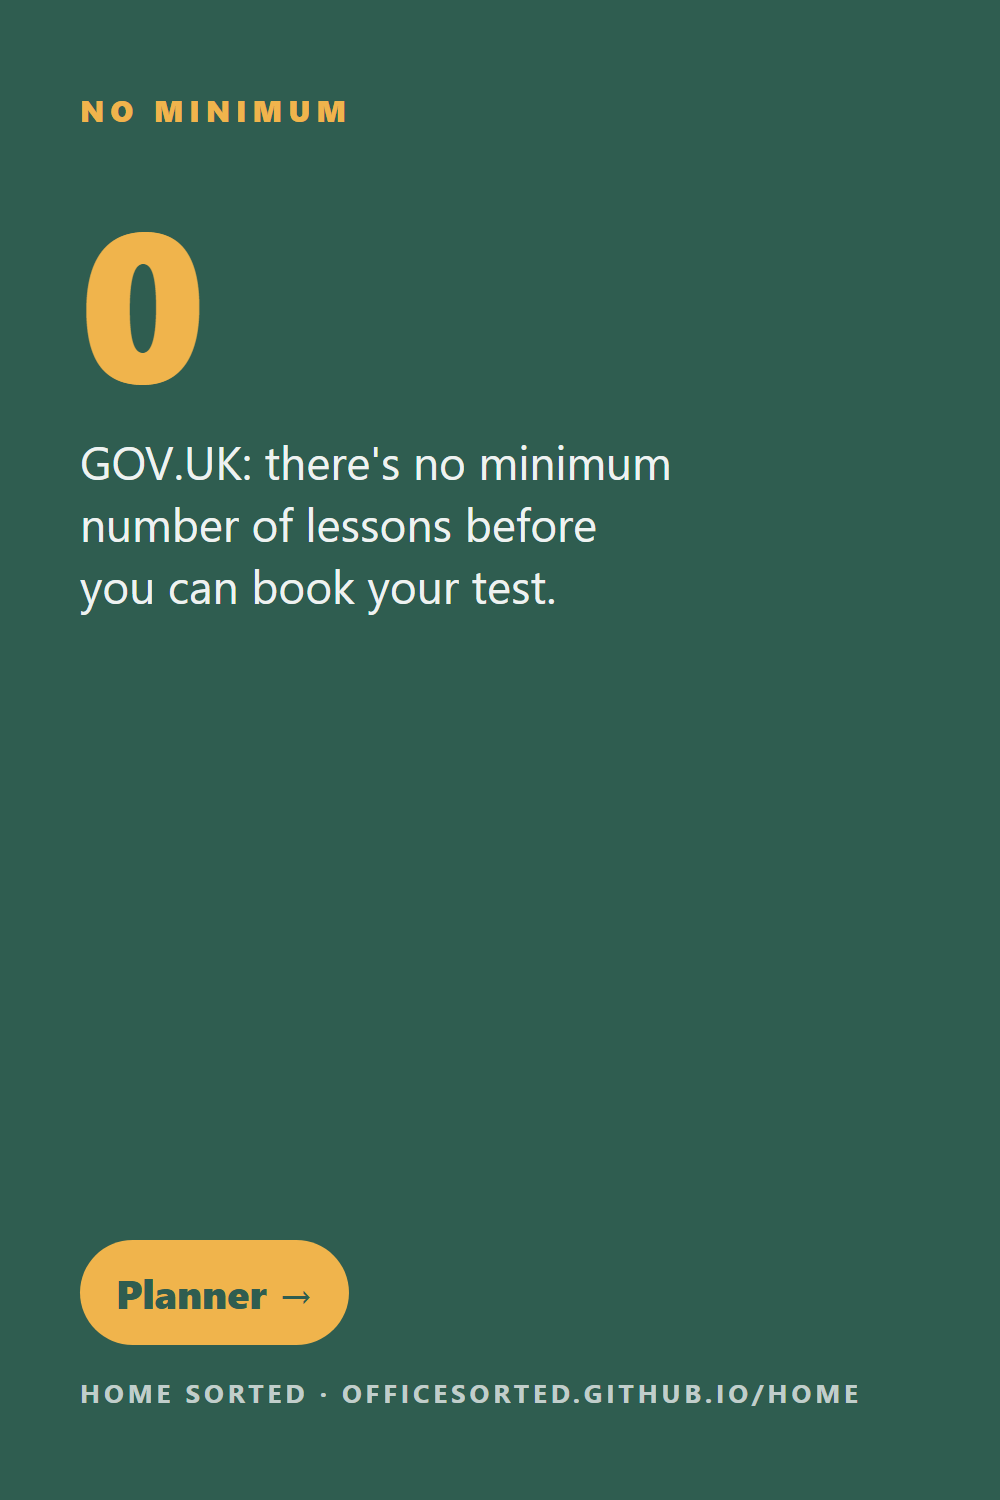 NO MINIMUM
0
GOV.UK: there's no minimum
number of lessons before
you can book your test.
Planner →
HOME SORTED · OFFICESORTED.GITHUB.IO/HOME